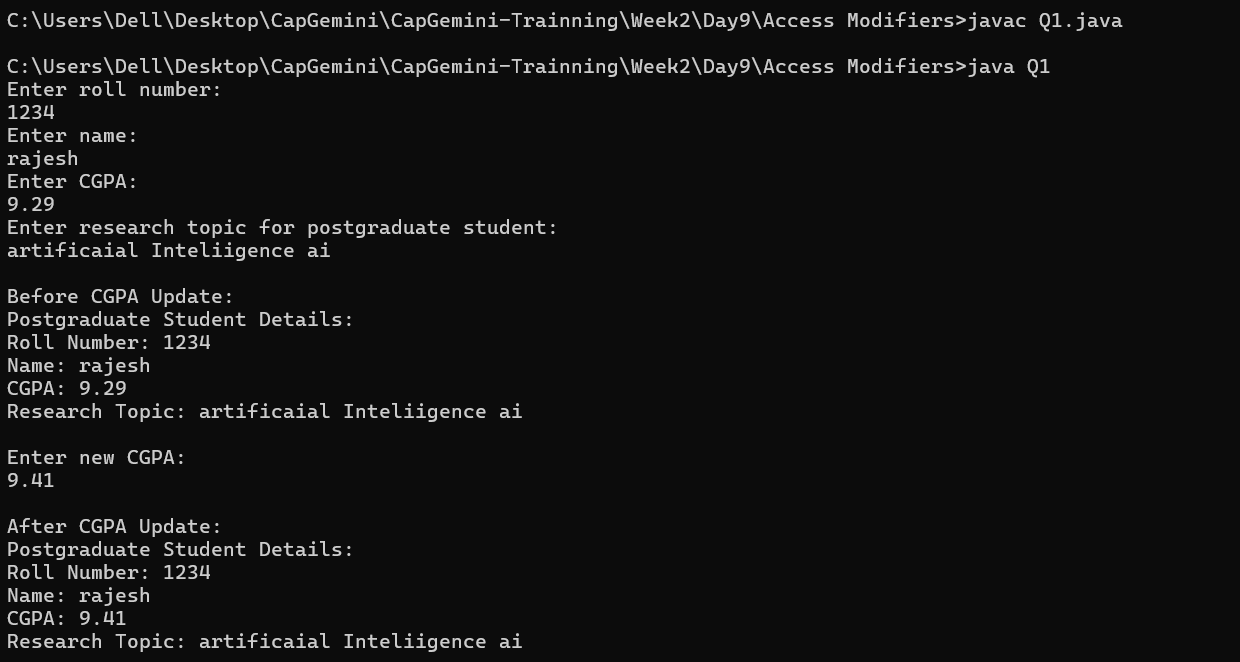 C:\Users\Dell\Desktop\CapGemini\CapGemini-Trainning\Week2\Day9\Access Modifiers>javac Q1.java
C:\Users\Dell\Desktop\CapGemini\CapGemini-Trainning\Week2\Day9\Access Modifiers>java Q1
Enter roll number:
1234
Enter name:
rajesh
Enter CGPA:
9.29
Enter research topic for postgraduate student:
artificaial Inteliigence ai
Before CGPA Update:
Postgraduate Student Details:
Roll Number: 1234
Name: rajesh
CGPA: 9.29
Research Topic: artificaial Inteliigence ai
Enter new CGPA:
9.41
After CGPA Update:
Postgraduate Student Details:
Roll Number: 1234
Name: rajesh
CGPA: 9.41
Research Topic: artificaial Inteliigence ai